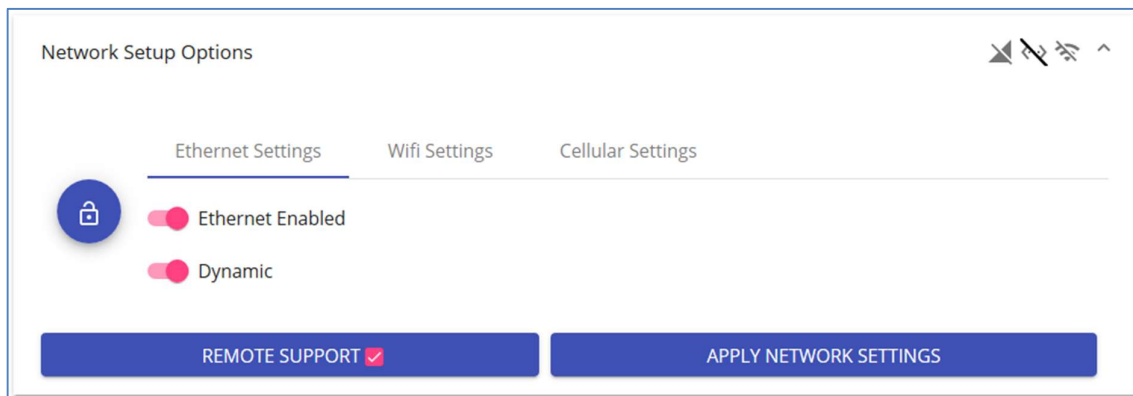 Network Setup Options
Ethernet Settings Wifi Settings Cellular Settings
Ethernet Enabled
Dynamic
REMOTE SUPPORT APPLY NETWORK SETTINGS